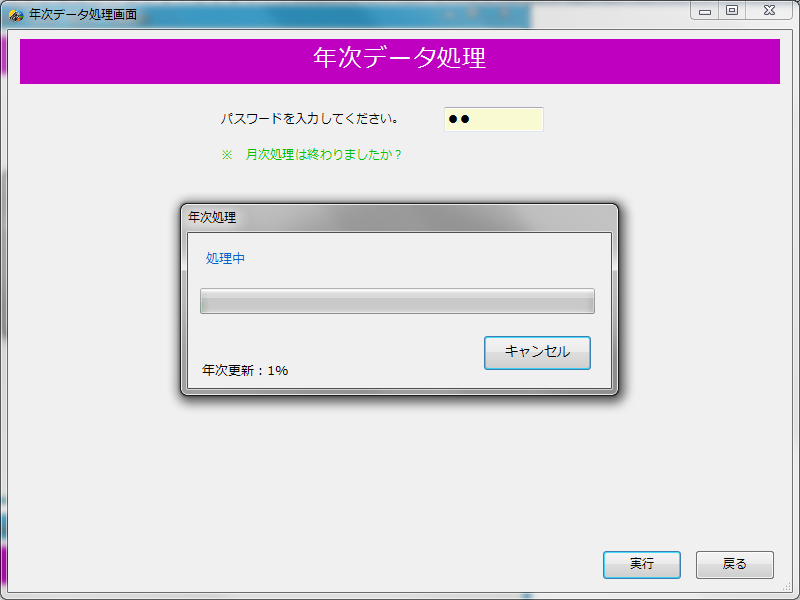 年次データ処理画面
年次データ処理
パスワードを入力してください。 ●●
※ 月次処理は終わりましたか？
年次処理
処理中
キャンセル
年次更新：1%
実行 戻る